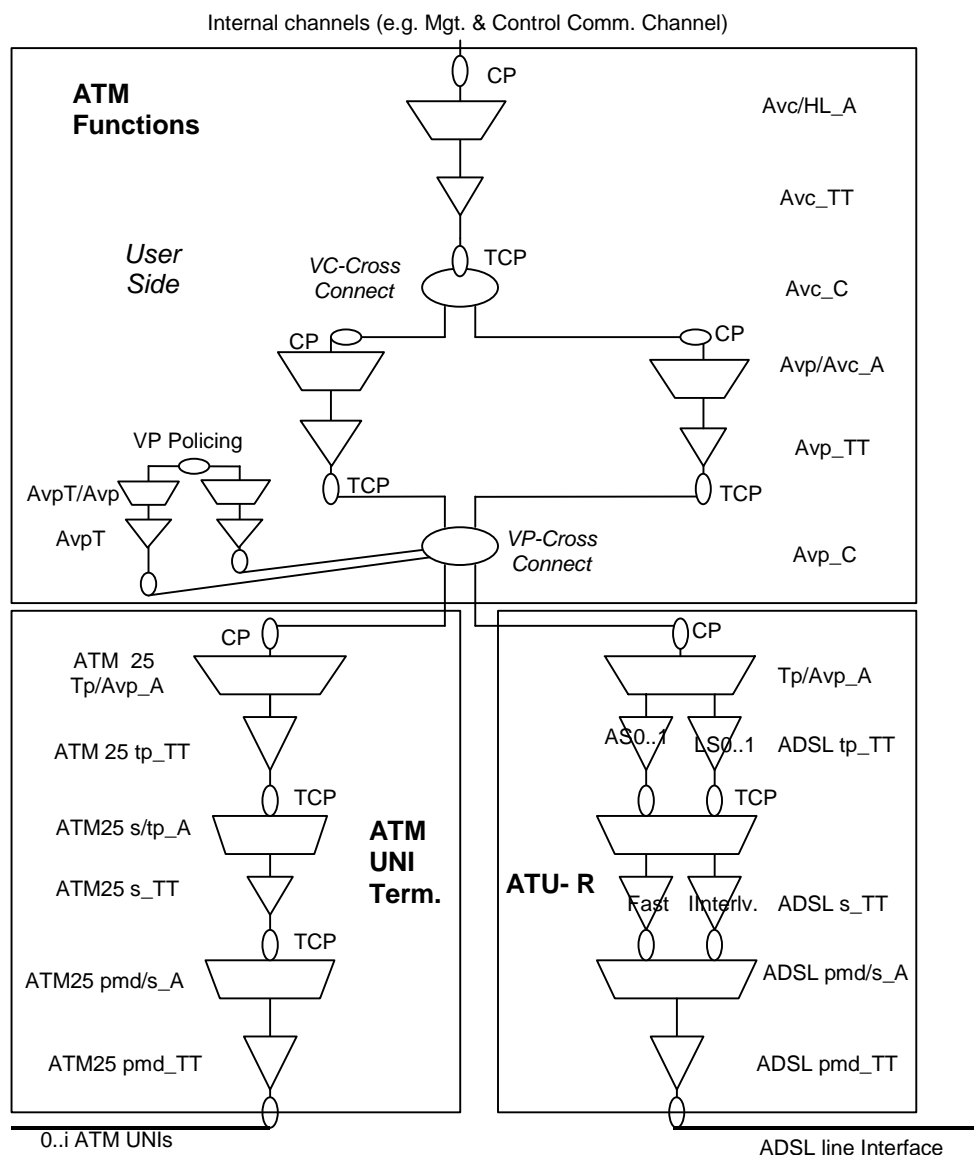 Internal channels (e.g. Mgt. & Control Comm. Channel)
CP
ATM
Functions
Avc/HL_A
Avc_TT
User
Side
TCP
VC-Cross
Connect
Avc_C
CP
CP
Avp/Avc_A
VP Policing
Avp_TT
AvpT/Avp
TCP
TCP
AvpT
VP-Cross
Connect
Avp_C
CP
CP
ATM 25
Tp/Avp_A
Tp/Avp_A
ATM 25 tp_TT
AS0..1
LS0..1
ADSL tp_TT
TCP
TCP
ATM25 s/tp_A
ATM
UNI
Term.
ATM25 s_TT
ATU- R
Fast
IInterlv.
ADSL s_TT
TCP
ATM25 pmd/s_A
ADSL pmd/s_A
ATM25 pmd_TT
ADSL pmd_TT
0..i ATM UNIs
ADSL line Interface